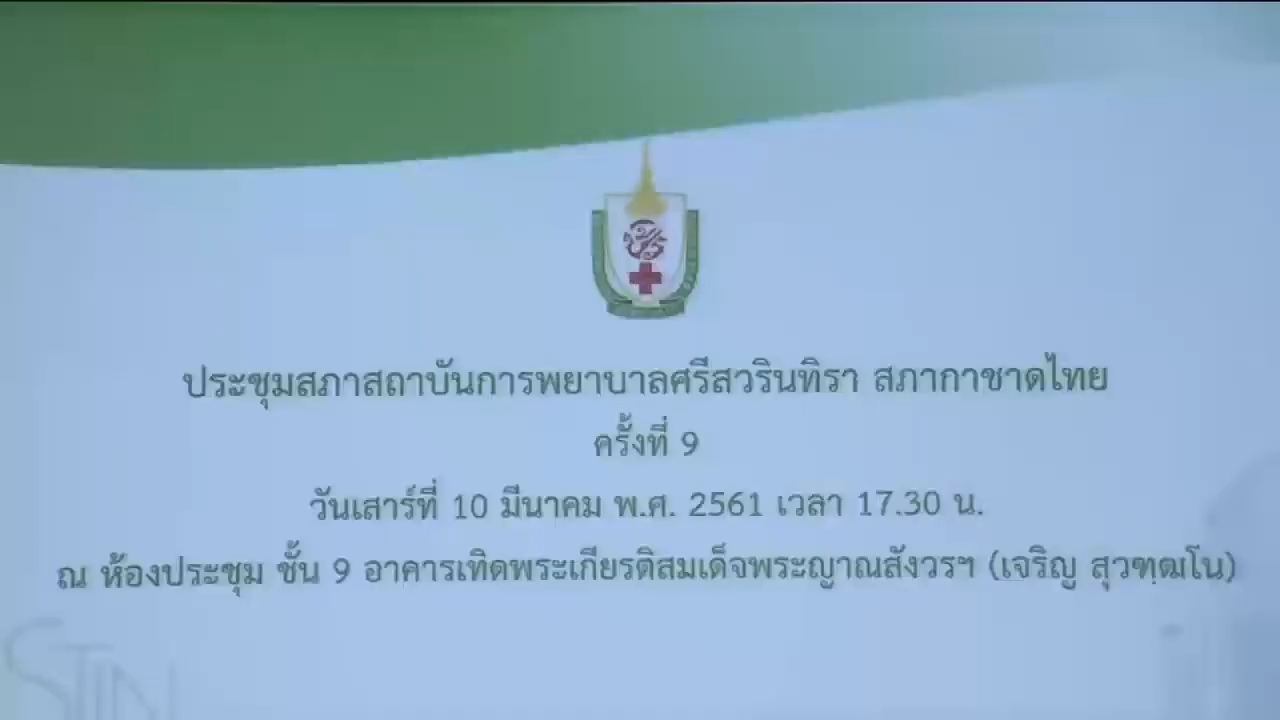 ประชุมสภาสถาบันการพยาบาลศรีสวรินทิรา สภากาชาดไทย
ครั้งที่ 9
วันเสาร์ที่ 10 มีนาคม พ.ศ. 2561 เวลา 17.30 น.
ณ ห้องประชุม ชั้น 9 อาคารเทิดพระเกียรติสมเด็จพระญาณสังวรฯ (เจริญ สุวฑฺฒโน)
STIN